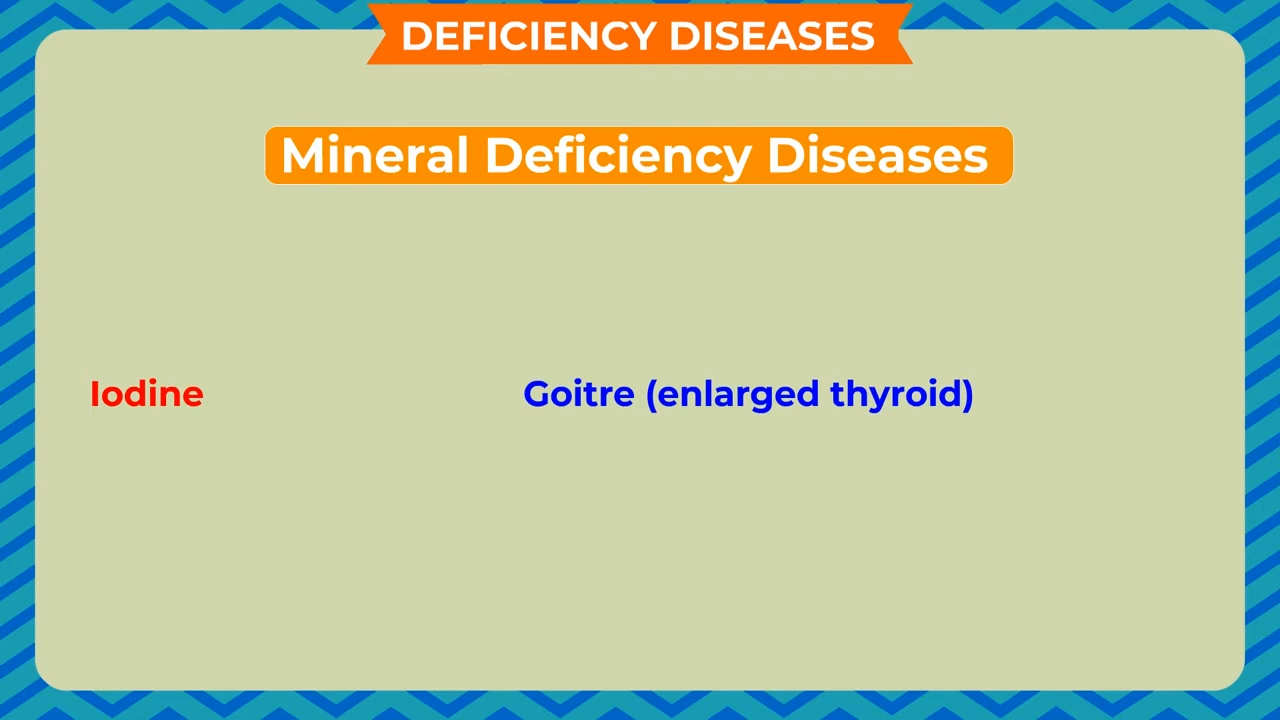 DEFICIENCY DISEASES
Mineral Deficiency Diseases
Iodine Goitre (enlarged thyroid)